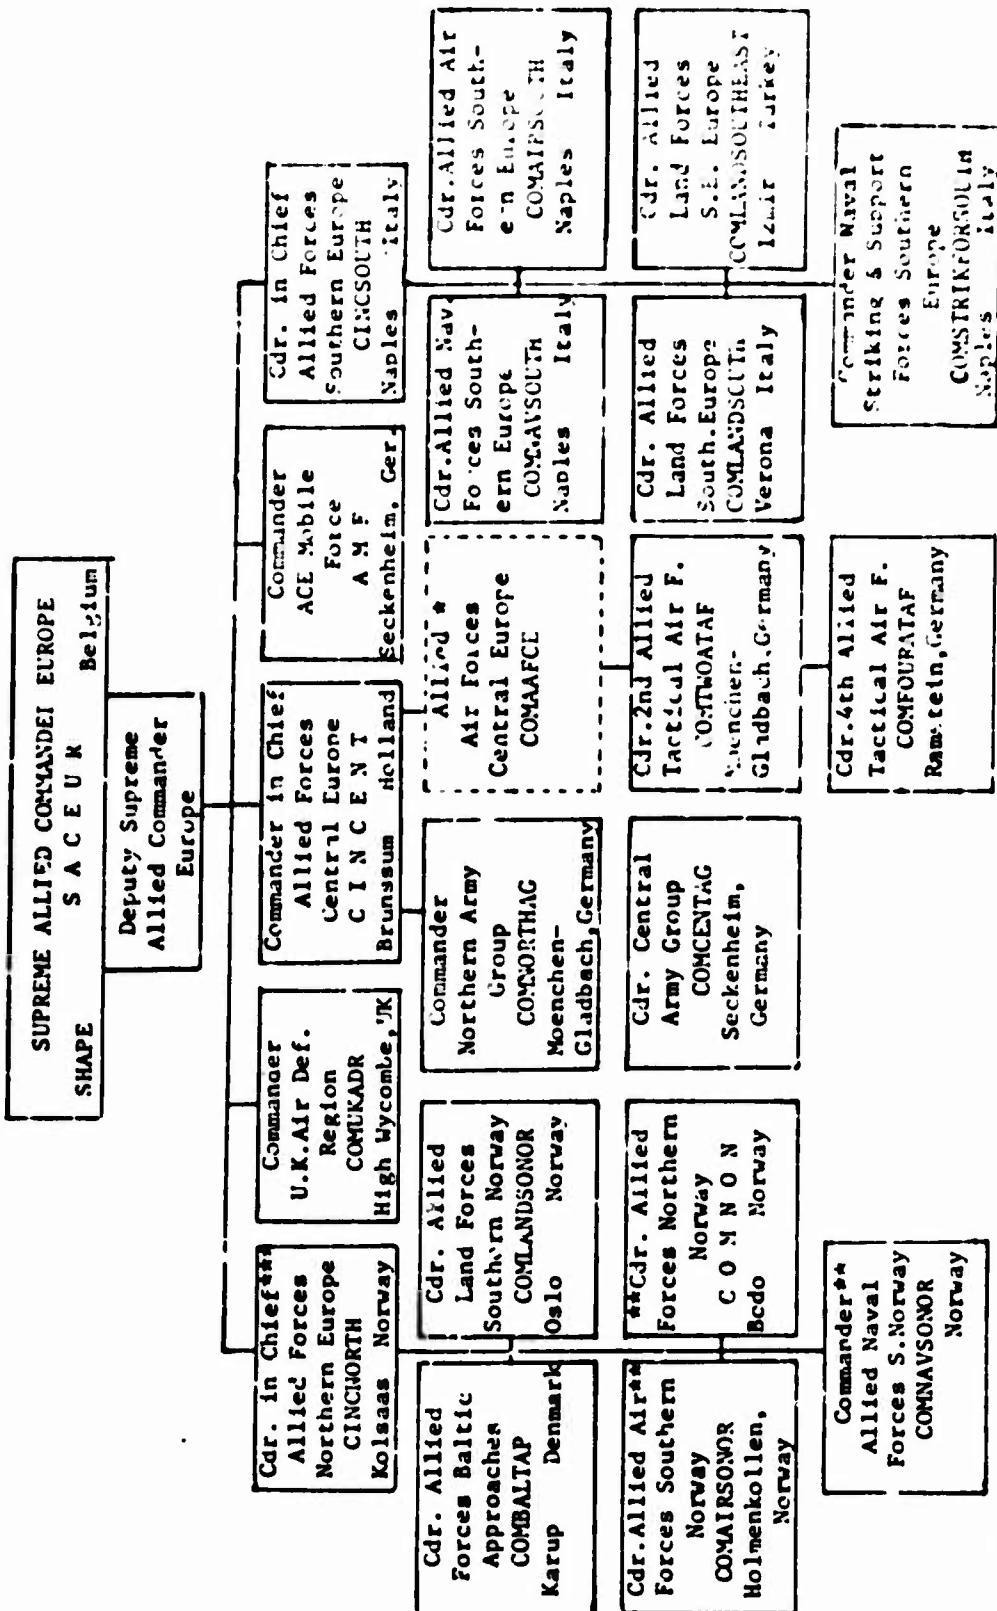 SUPREME ALLIED COMMANDEI EUROPE
S A C E U R
SHAPE Belgium
Deputy Supreme
Allied Commander
Europe
Cdr. in Chief***
Allied Forces
Northern Europe
CINCNORTH
Kolsaas Norway
Commander
U.K.Air Def.
Region
COMUKADR
High Wycombe,UK
Commander in Chief
Allied Forces
Central Europe
C I N C E N T
Brunssum Holland
Commander
ACE Mobile
Force
A M F
Seckenheim, Ger.
Cdr. in Chief
Allied Forces
Southern Europe
CINCSOUTH
Naples Italy
Cdr. Allied
Forces Baltic
Approaches
COMBALTAP
Karup Denmark
Cdr. Allied
Land Forces
Southern Norway
COMLANDSONOR
Oslo Norway
Commander
Northern Army
Group
COMNORTHAG
Moenchen-
Gladbach,Germany
Allied *
Air Forces
Central Europe
COMAAFCE
Cdr.Allied Nav.
Forces South-
ern Europe
COMNAVSOUTH
Naples Italy
Cdr.Allied Air
Forces South-
ern Europe
COMAIRSOUTH
Naples Italy
Cdr.Allied Air**
Forces Southern
Norway
COMAIRSONOR
Holmenkollen,
Norway
**Cdr. Allied
Forces Northern
Norway
C O M N O N
Bodo Norway
Cdr. Central
Army Group
COMCENTAG
Seckenheim,
Germany
Cdr.2nd Allied
Tactical Air F.
COMTWOATAF
Moenchen-
Gladbach,Germany
Cdr. Allied
Land Forces
South.Europe
COMLANDSOUTH
Verona Italy
Cdr. Allied
Land Forces
S.E. Europe
COMLANDSOUTHEAST
Izmir Turkey
Commander**
Allied Naval
Forces S.Norway
COMNAVSONOR
Norway
Cdr.4th Allied
Tactical Air F.
COMFOURATAF
Ramstein,Germany
Commander Naval
Striking & Support
Forces Southern
Europe
COMSTRIKFORSOUTH
Naples Italy